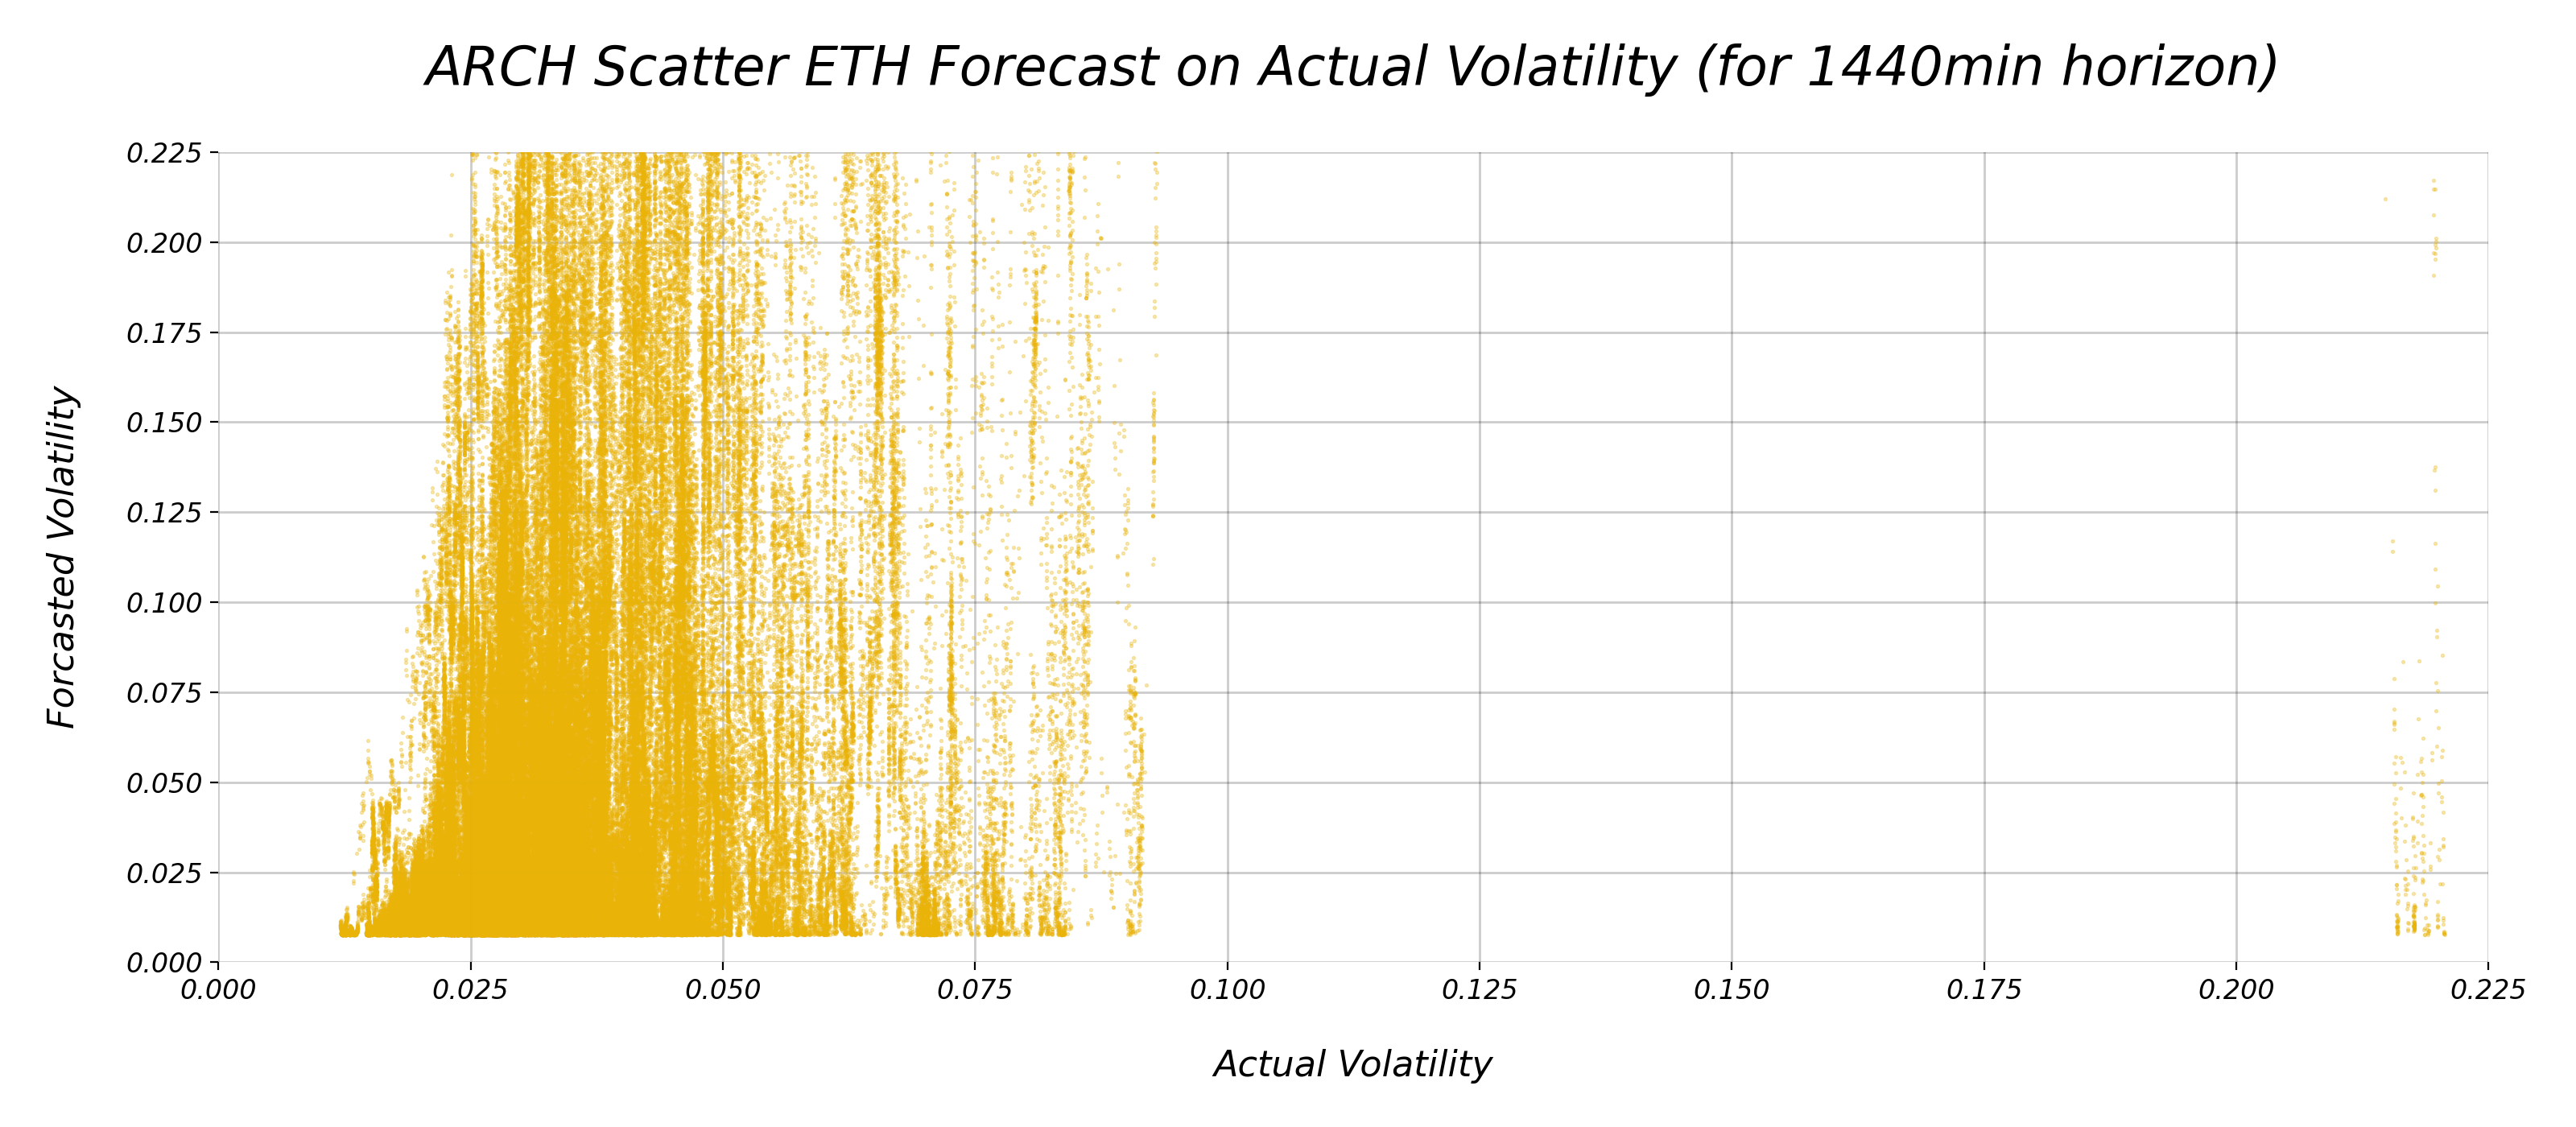 ARCH Scatter ETH Forecast on Actual Volatility (for 1440min horizon)
0.225
0.200
0.175
0.150
0.125
0.100
0.075
0.050
0.025
0.000
Forcasted Volatility
0.000 0.025 0.050 0.075 0.100 0.125 0.150 0.175 0.200 0.225
Actual Volatility